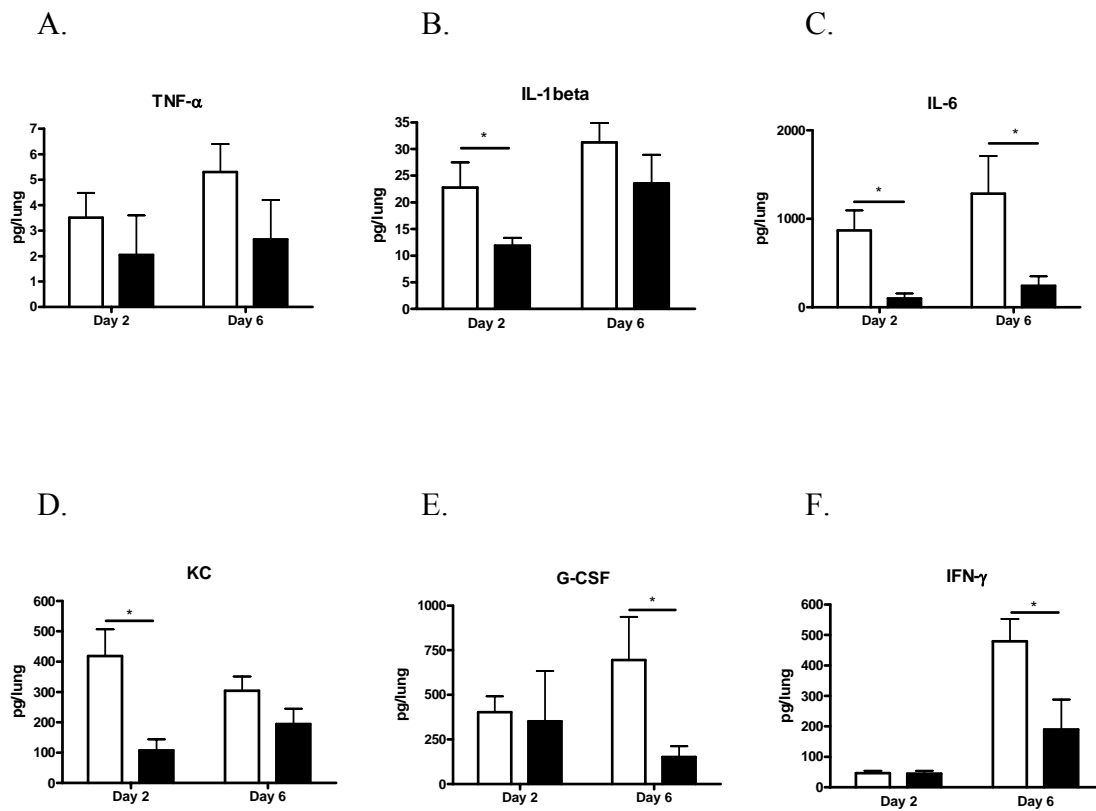 A.
B.
C.
TNF-α
IL-1beta
IL-6
pg/lung
7
6
5
4
3
2
1
0
Day 2
Day 6
pg/lung
35
30
25
20
15
10
5
0
*
Day 2
Day 6
pg/lung
2000
1000
0
*
*
Day 2
Day 6
D.
E.
F.
KC
G-CSF
IFN-γ
pg/lung
600
500
400
300
200
100
0
*
Day 2
Day 6
pg/lung
1000
750
500
250
0
*
Day 2
Day 6
pg/lung
600
500
400
300
200
100
0
*
Day 2
Day 6